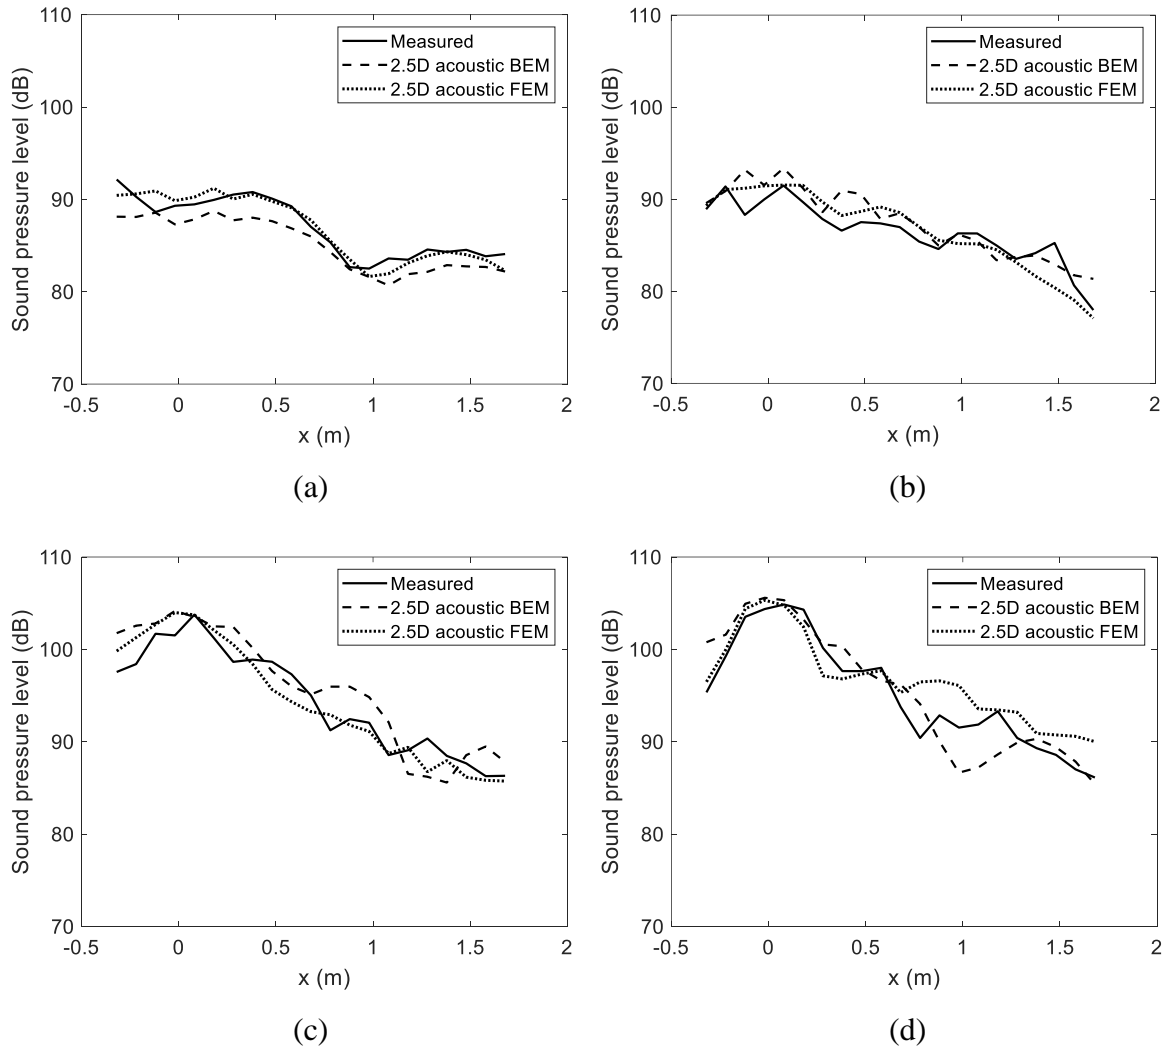 110
100
90
80
70
Sound pressure level (dB)
-0.5
0
0.5
1
1.5
2
x (m)
Measured
2.5D acoustic BEM
2.5D acoustic FEM
(a)
110
100
90
80
70
Sound pressure level (dB)
-0.5
0
0.5
1
1.5
2
x (m)
Measured
2.5D acoustic BEM
2.5D acoustic FEM
(b)
110
100
90
80
70
Sound pressure level (dB)
-0.5
0
0.5
1
1.5
2
x (m)
Measured
2.5D acoustic BEM
2.5D acoustic FEM
(c)
110
100
90
80
70
Sound pressure level (dB)
-0.5
0
0.5
1
1.5
2
x (m)
Measured
2.5D acoustic BEM
2.5D acoustic FEM
(d)